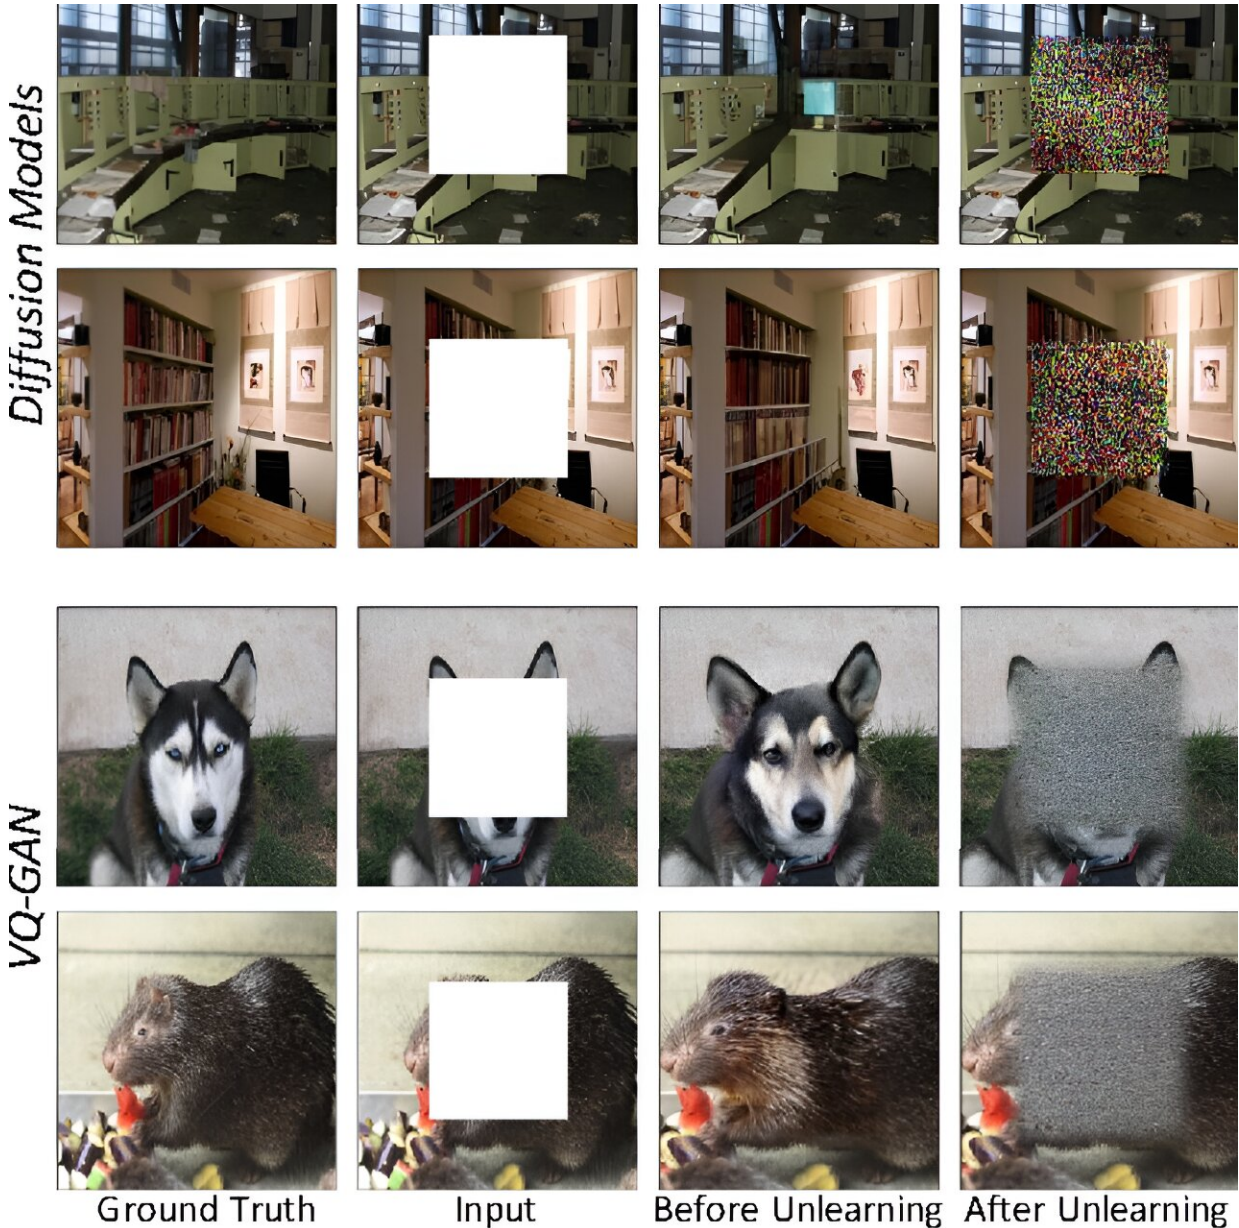 Diffusion Models
VQ-GAN
Ground Truth
Input
Before Unlearning
After Unlearning